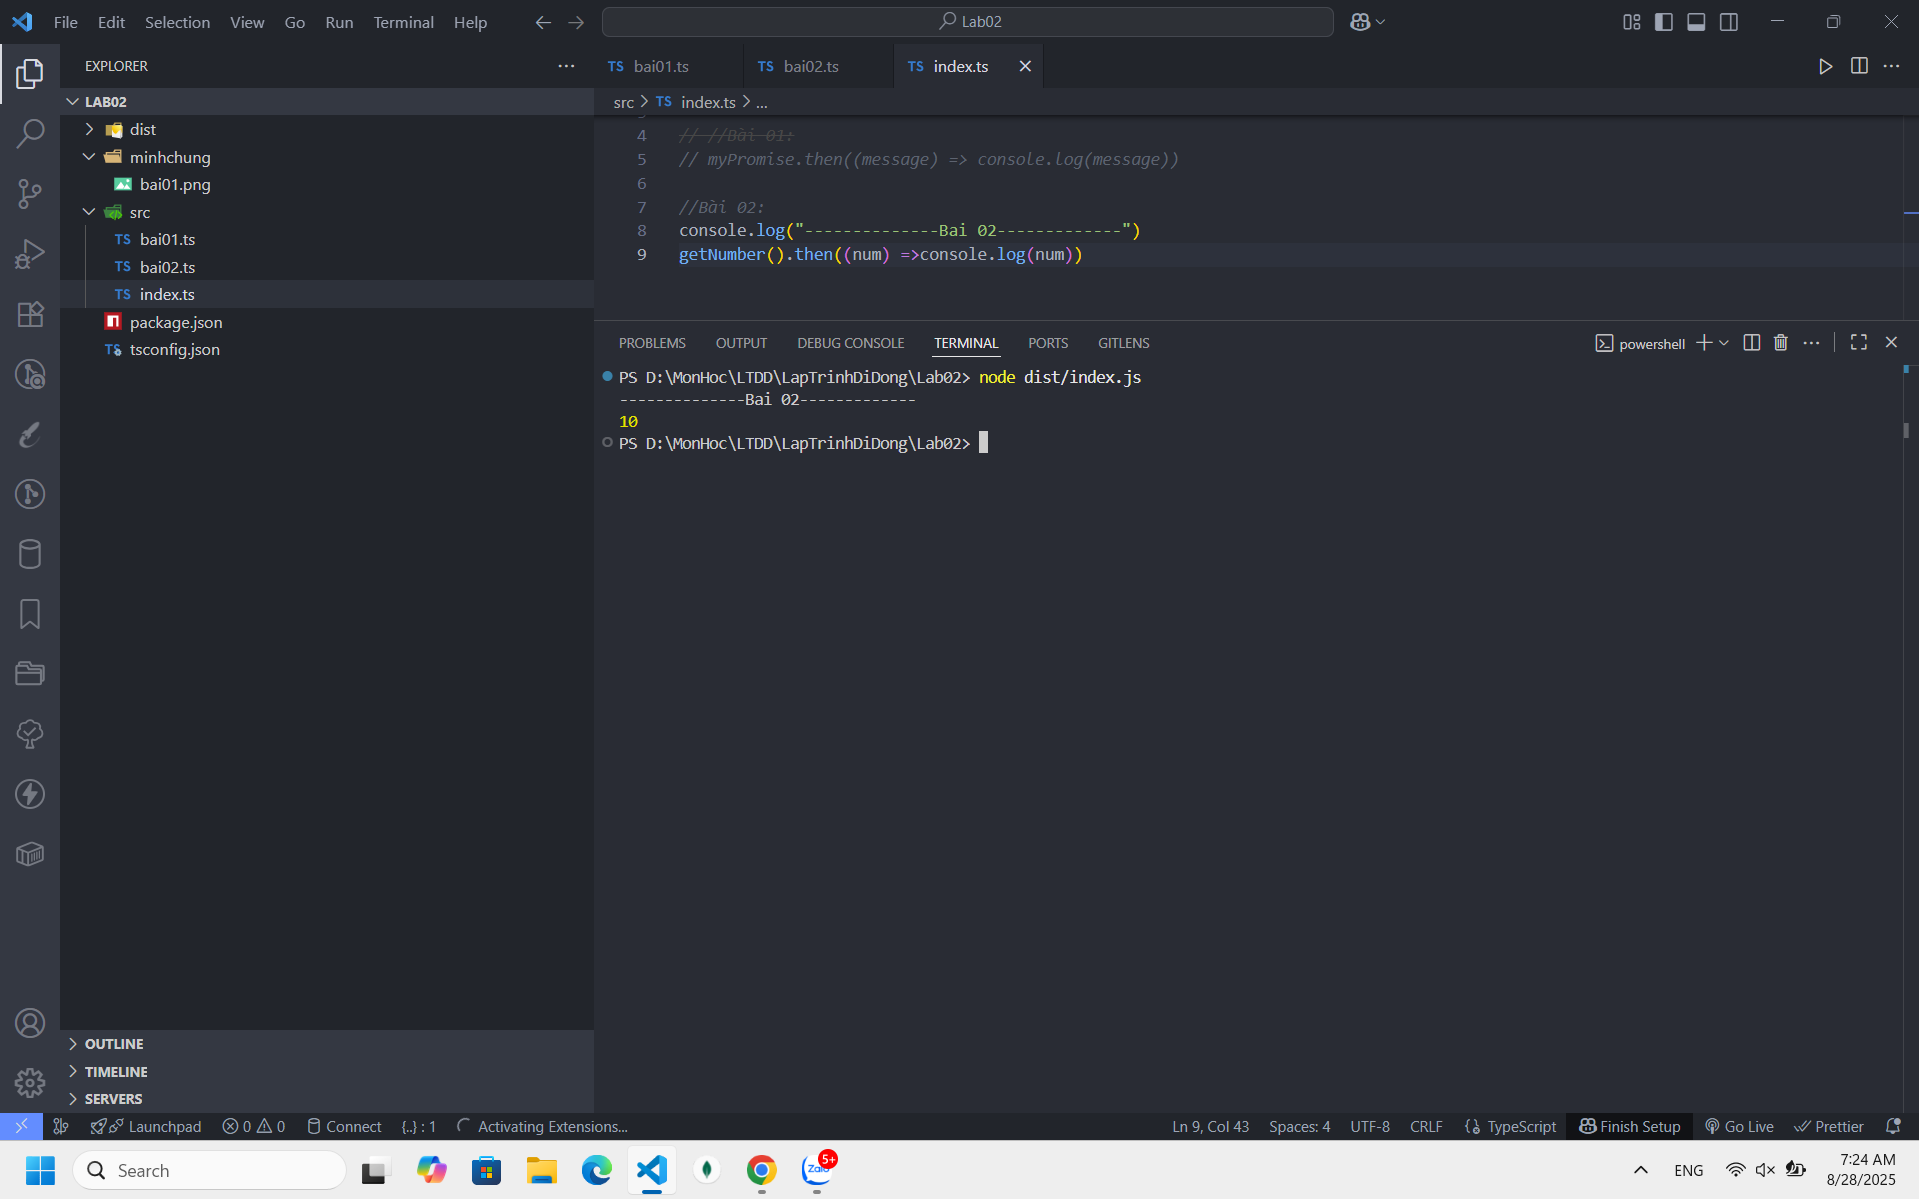 File Edit Selection View Go Run Terminal Help
Lab02
EXPLORER
LAB02
dist
minhchung
bai01.png
src
TS bai01.ts
TS bai02.ts
TS index.ts
package.json
TS tsconfig.json
OUTLINE
TIMELINE
SERVERS
TS bai01.ts TS bai02.ts TS index.ts
src > TS index.ts > ...
4 // //Bài 01:
5 // myPromise.then((message) => console.log(message))
6
7 //Bài 02:
8 console.log("--------------Bai 02-------------")
9 getNumber().then((num) =>console.log(num))
PROBLEMS OUTPUT DEBUG CONSOLE TERMINAL PORTS GITLENS
powershell
PS D:\MonHoc\LTDD\LapTrinhDiDong\Lab02> node dist/index.js
--------------Bai 02-------------
10
PS D:\MonHoc\LTDD\LapTrinhDiDong\Lab02>
Launchpad 0 0 Connect {..} : 1 Activating Extensions... Ln 9, Col 43 Spaces: 4 UTF-8 CRLF TypeScript Finish Setup Go Live Prettier
Search
Zalo 5+
ENG
7:24 AM
8/28/2025